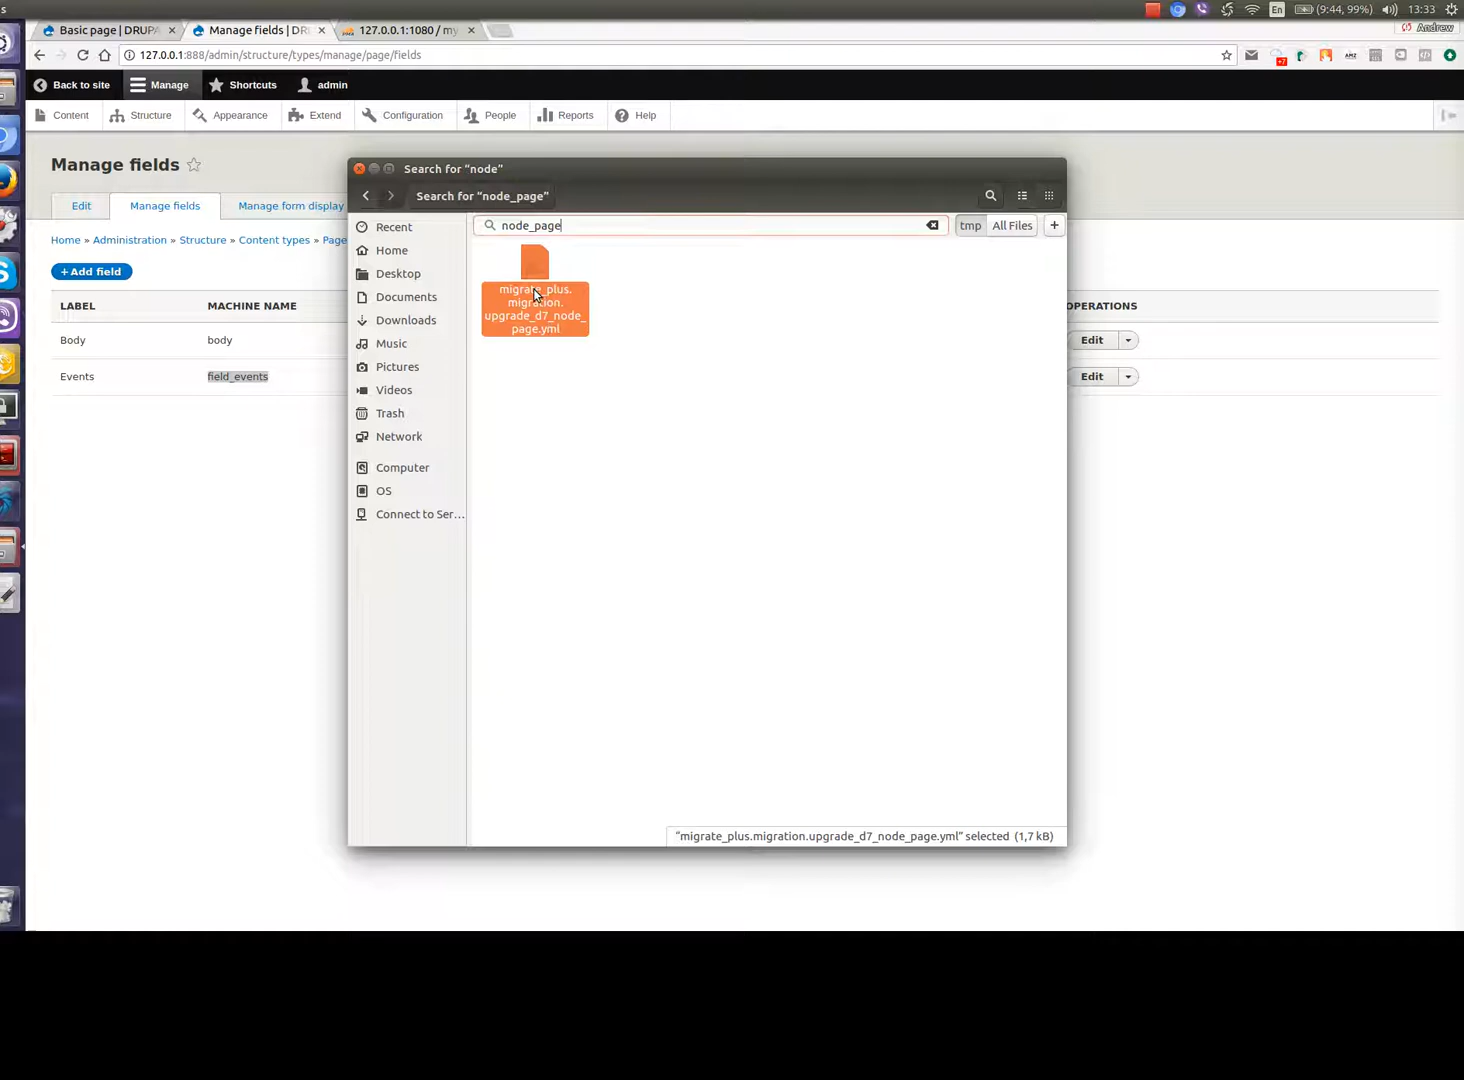 s
En
(9:44, 99%)
13:33
Basic page | DRUPA
Manage fields | DR
127.0.0.1:1080 / my
Andrew
127.0.0.1:888/admin/structure/types/manage/page/fields
+7
AMZ
Back to site
Manage
Shortcuts
admin
Content
Structure
Appearance
Extend
Configuration
People
Reports
Help
Manage fields
Edit
Manage fields
Manage form display
Home » Administration » Structure » Content types » Page
+ Add field
LABEL
MACHINE NAME
OPERATIONS
Body
body
Edit
Events
field_events
Edit
Search for “node”
Search for “node_page”
node_page
tmp
All Files
+
Recent
Home
Desktop
Documents
Downloads
Music
Pictures
Videos
Trash
Network
Computer
OS
Connect to Ser…
migrate_plus.
migration.
upgrade_d7_node_
page.yml
“migrate_plus.migration.upgrade_d7_node_page.yml” selected (1,7 kB)